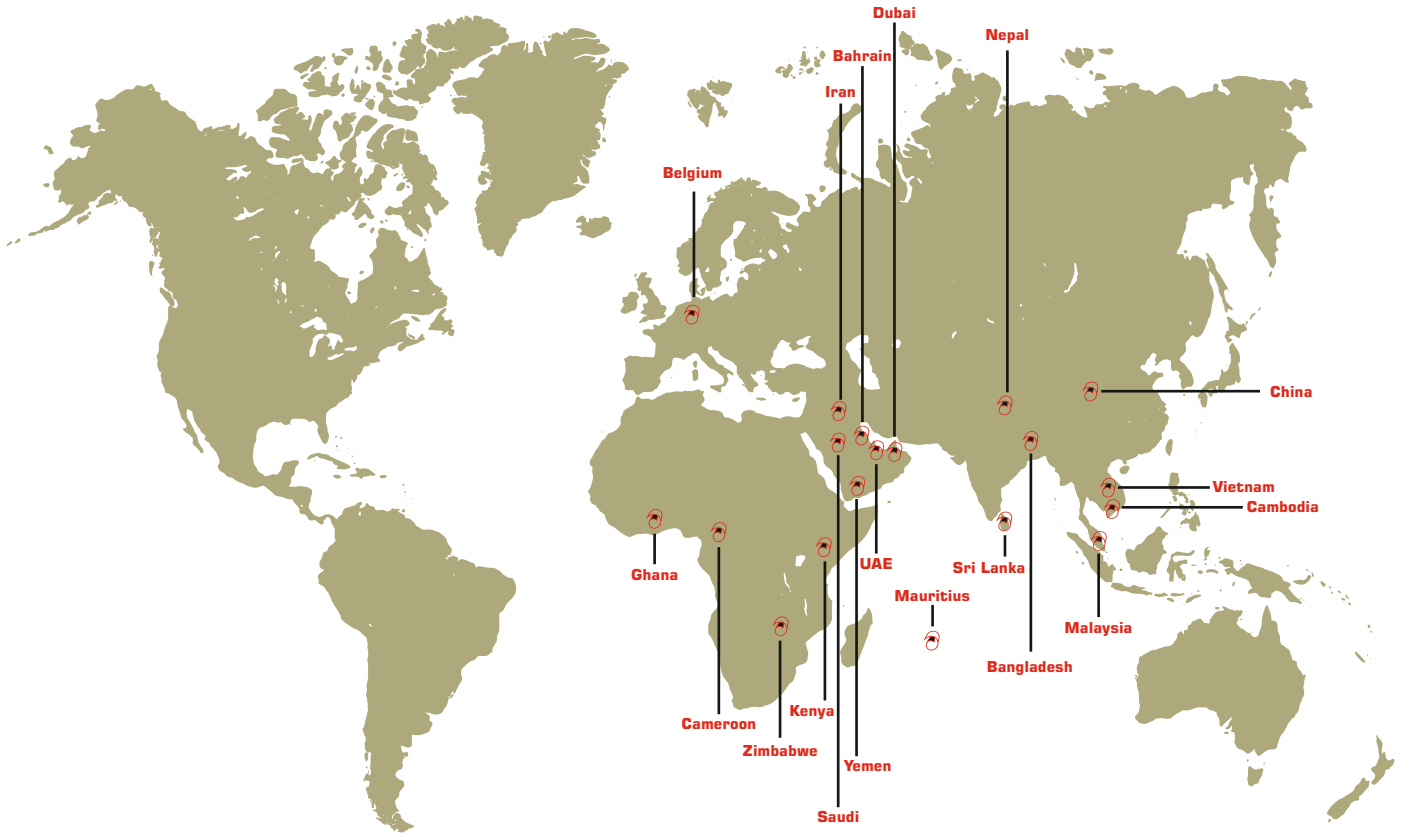 Dubai
Nepal
Bahrain
Iran
Belgium
China
Vietnam
Cambodia
UAE
Sri Lanka
Ghana
Mauritius
Malaysia
Bangladesh
Kenya
Cameroon
Zimbabwe
Yemen
Saudi